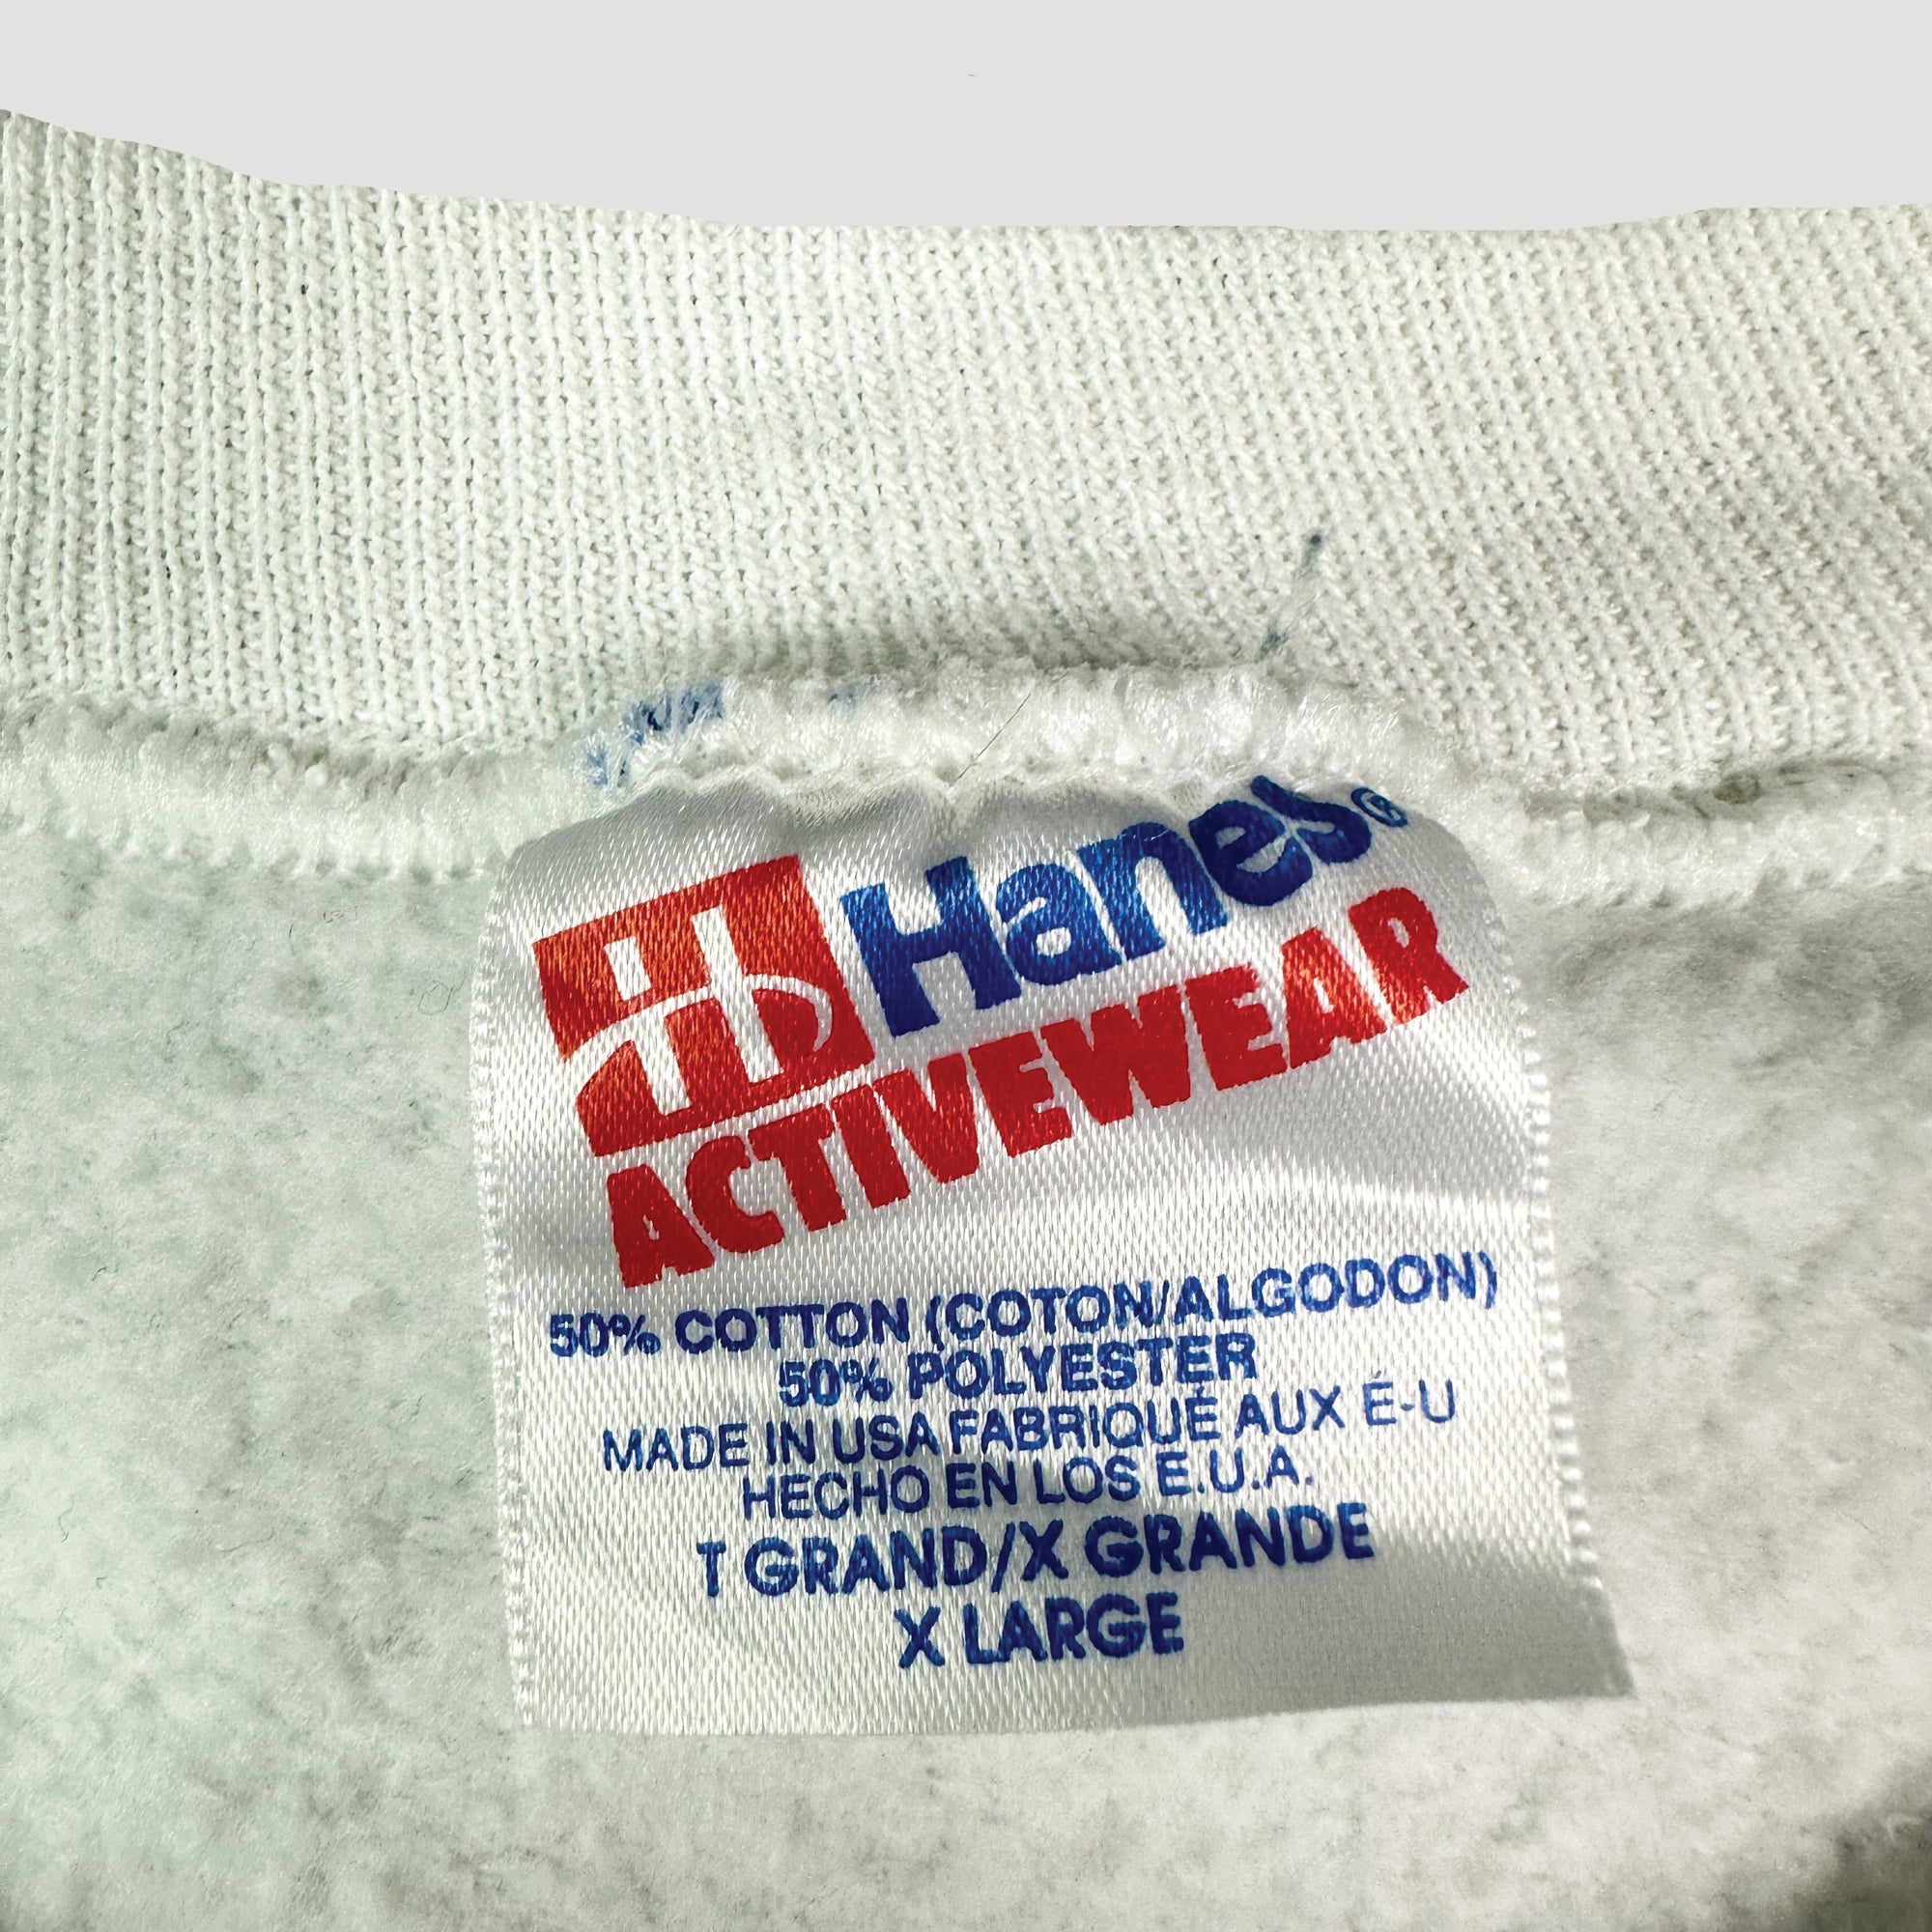 Hanes®
ACTIVEWEAR
50% COTTON (COTON/ALGODON)
50% POLYESTER
MADE IN USA FABRIQUÉ AUX É-U
HECHO EN LOS E.U.A.
T GRAND/X GRANDE
X LARGE